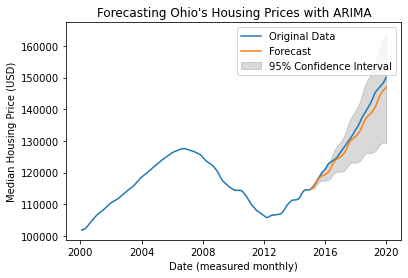 Forecasting Ohio's Housing Prices with ARIMA
Original Data
Forecast
95% Confidence Interval
Median Housing Price (USD)
160000
150000
140000
130000
120000
110000
100000
2000
2004
2008
2012
2016
2020
Date (measured monthly)